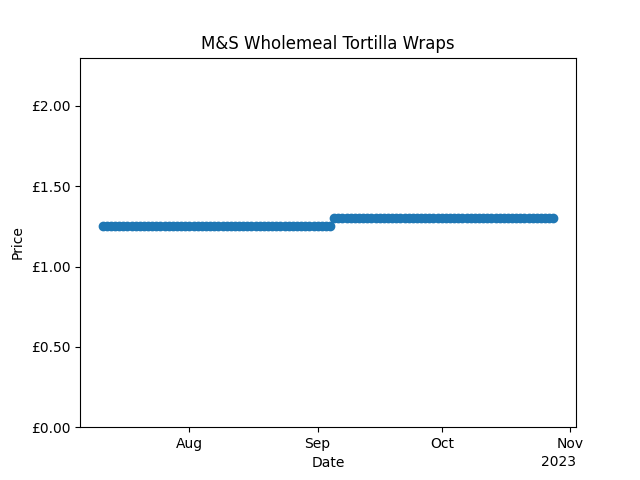 M&S Wholemeal Tortilla Wraps
£2.00
£1.50
£1.00
£0.50
£0.00
Price
Aug Sep Oct Nov
Date
2023